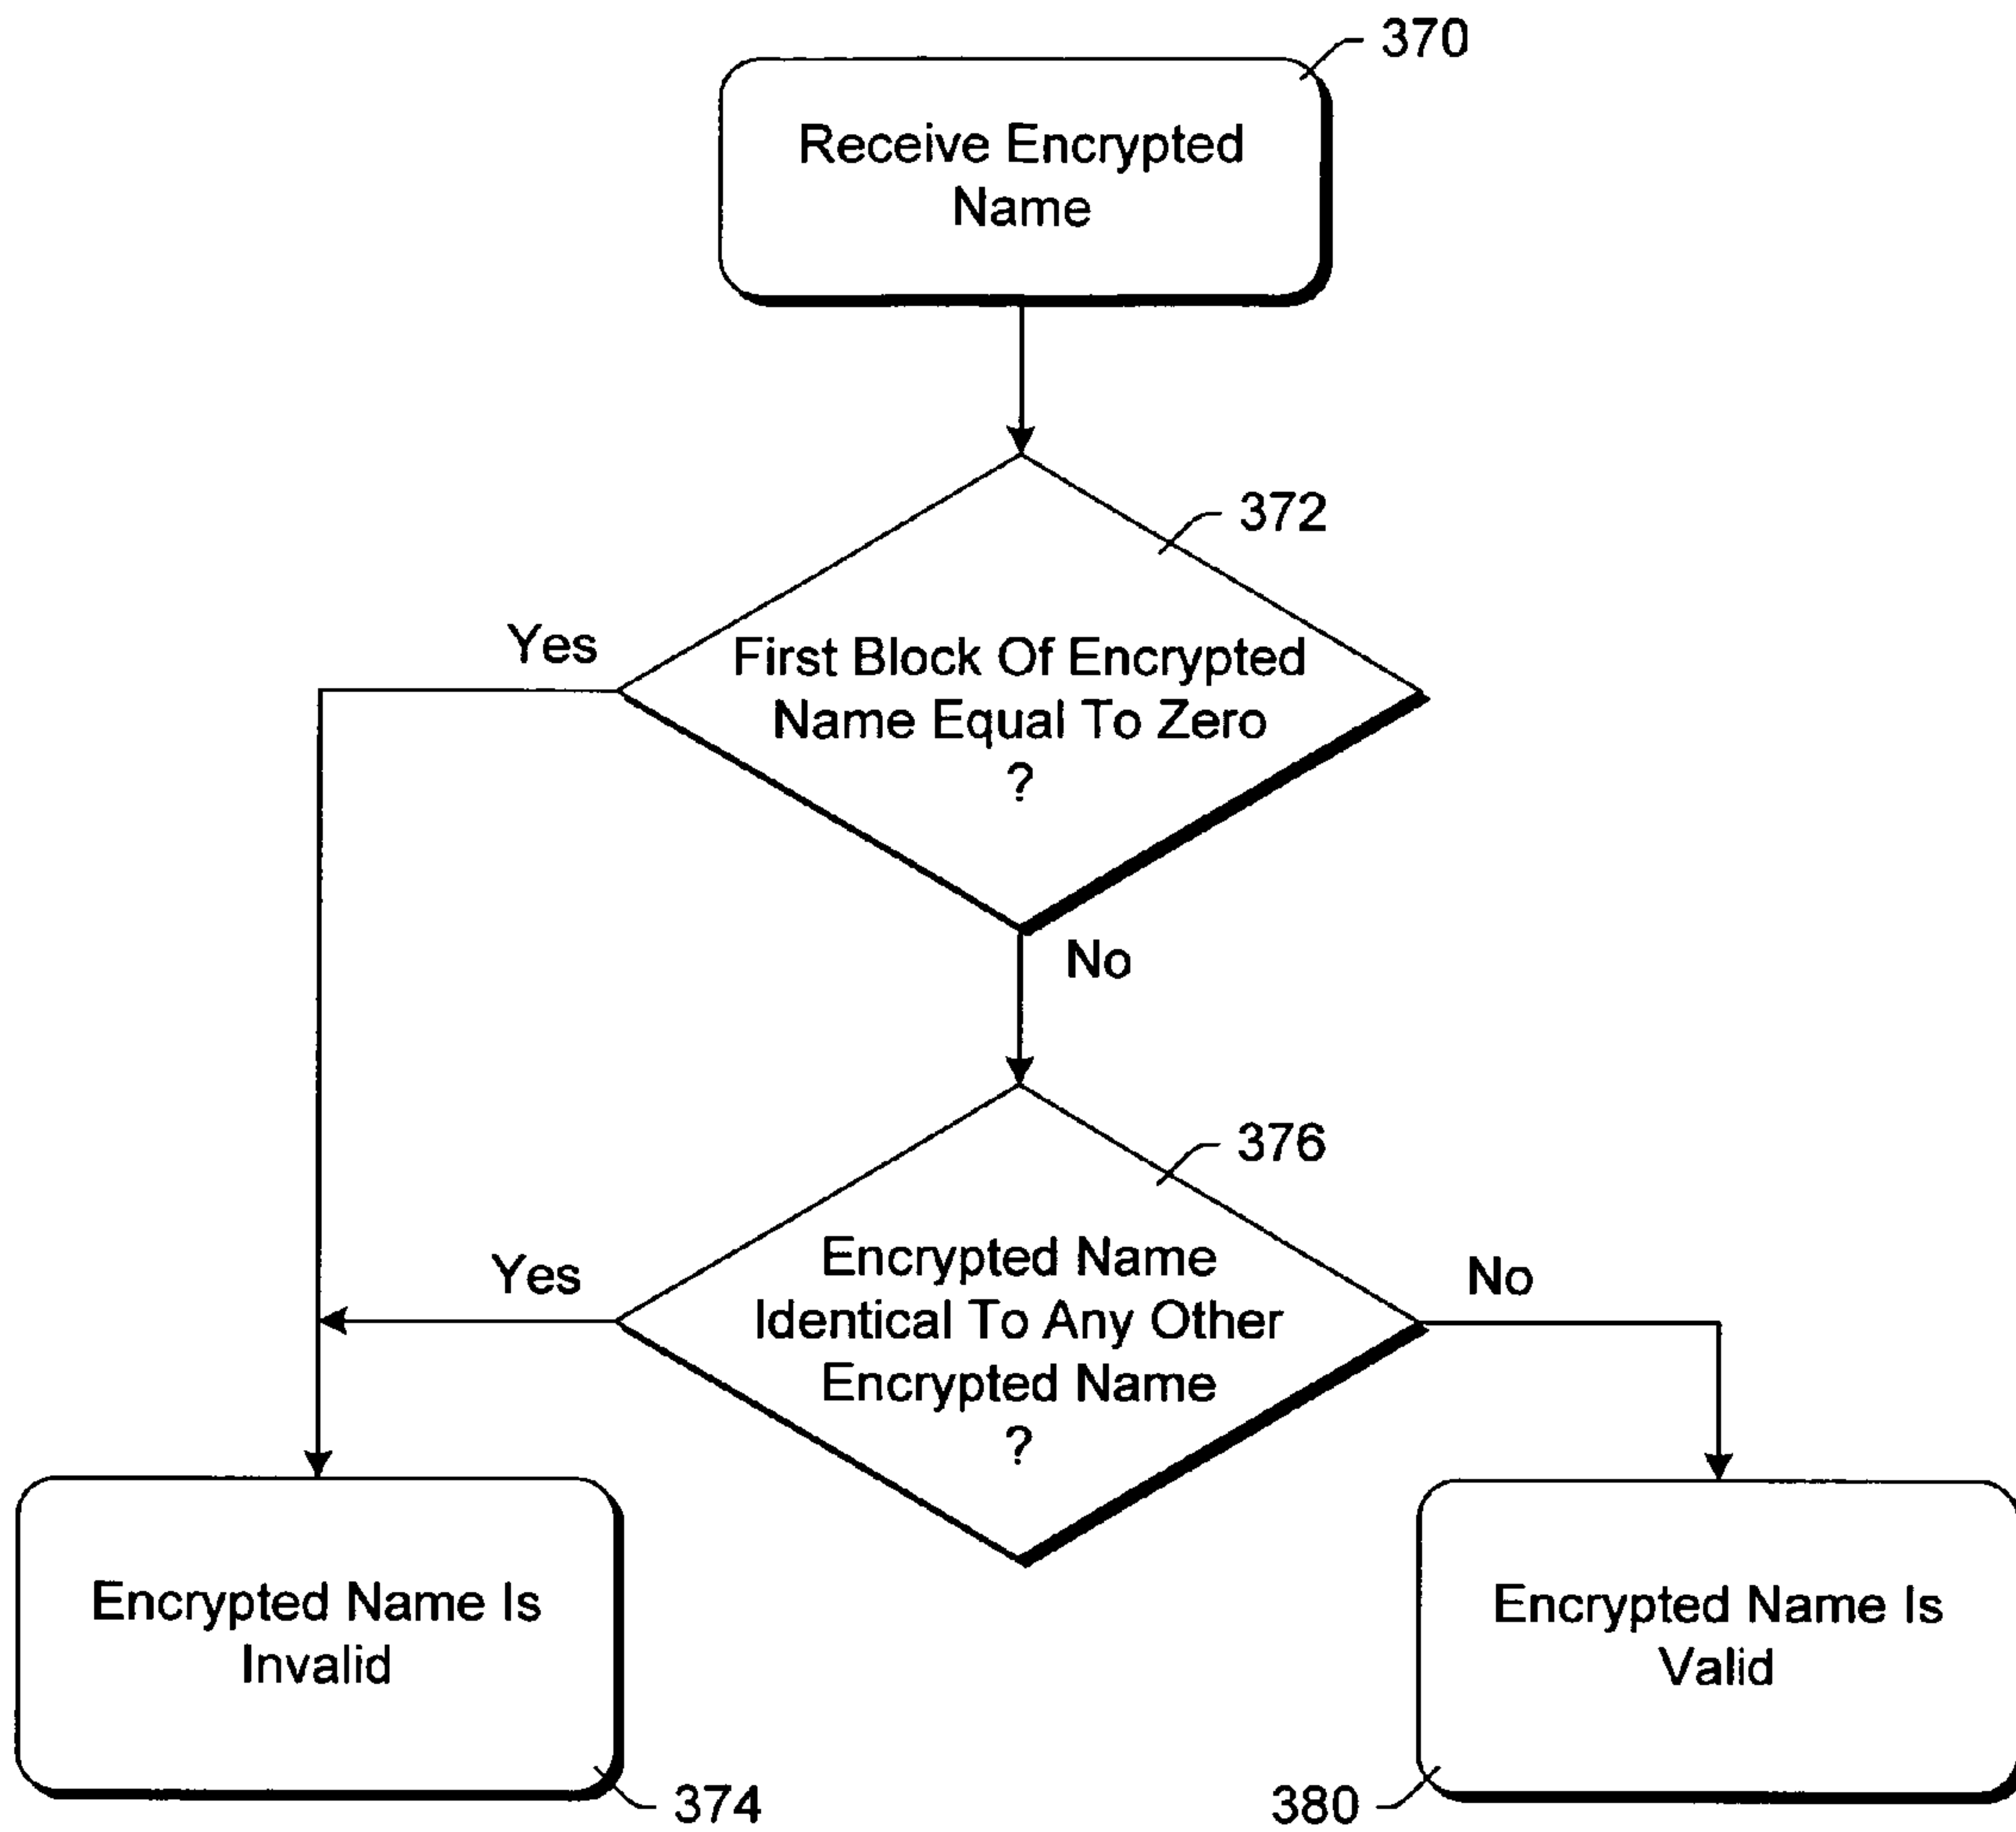 370
Receive Encrypted
Name
372
Yes
First Block Of Encrypted
Name Equal To Zero
?
No
376
Yes
Encrypted Name
Identical To Any Other
Encrypted Name
?
No
Encrypted Name Is
Invalid
374
Encrypted Name Is
Valid
380